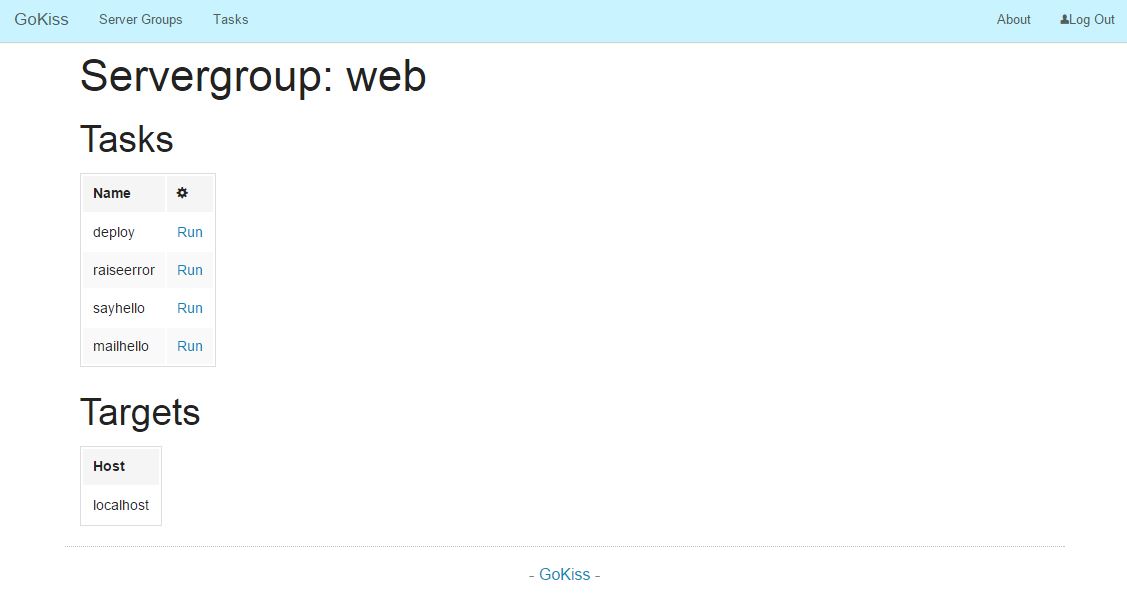 GoKiss Server Groups Tasks About Log Out
Servergroup: web
Tasks
Name
deploy Run
raiseerror Run
sayhello Run
mailhello Run
Targets
Host
localhost
- GoKiss -